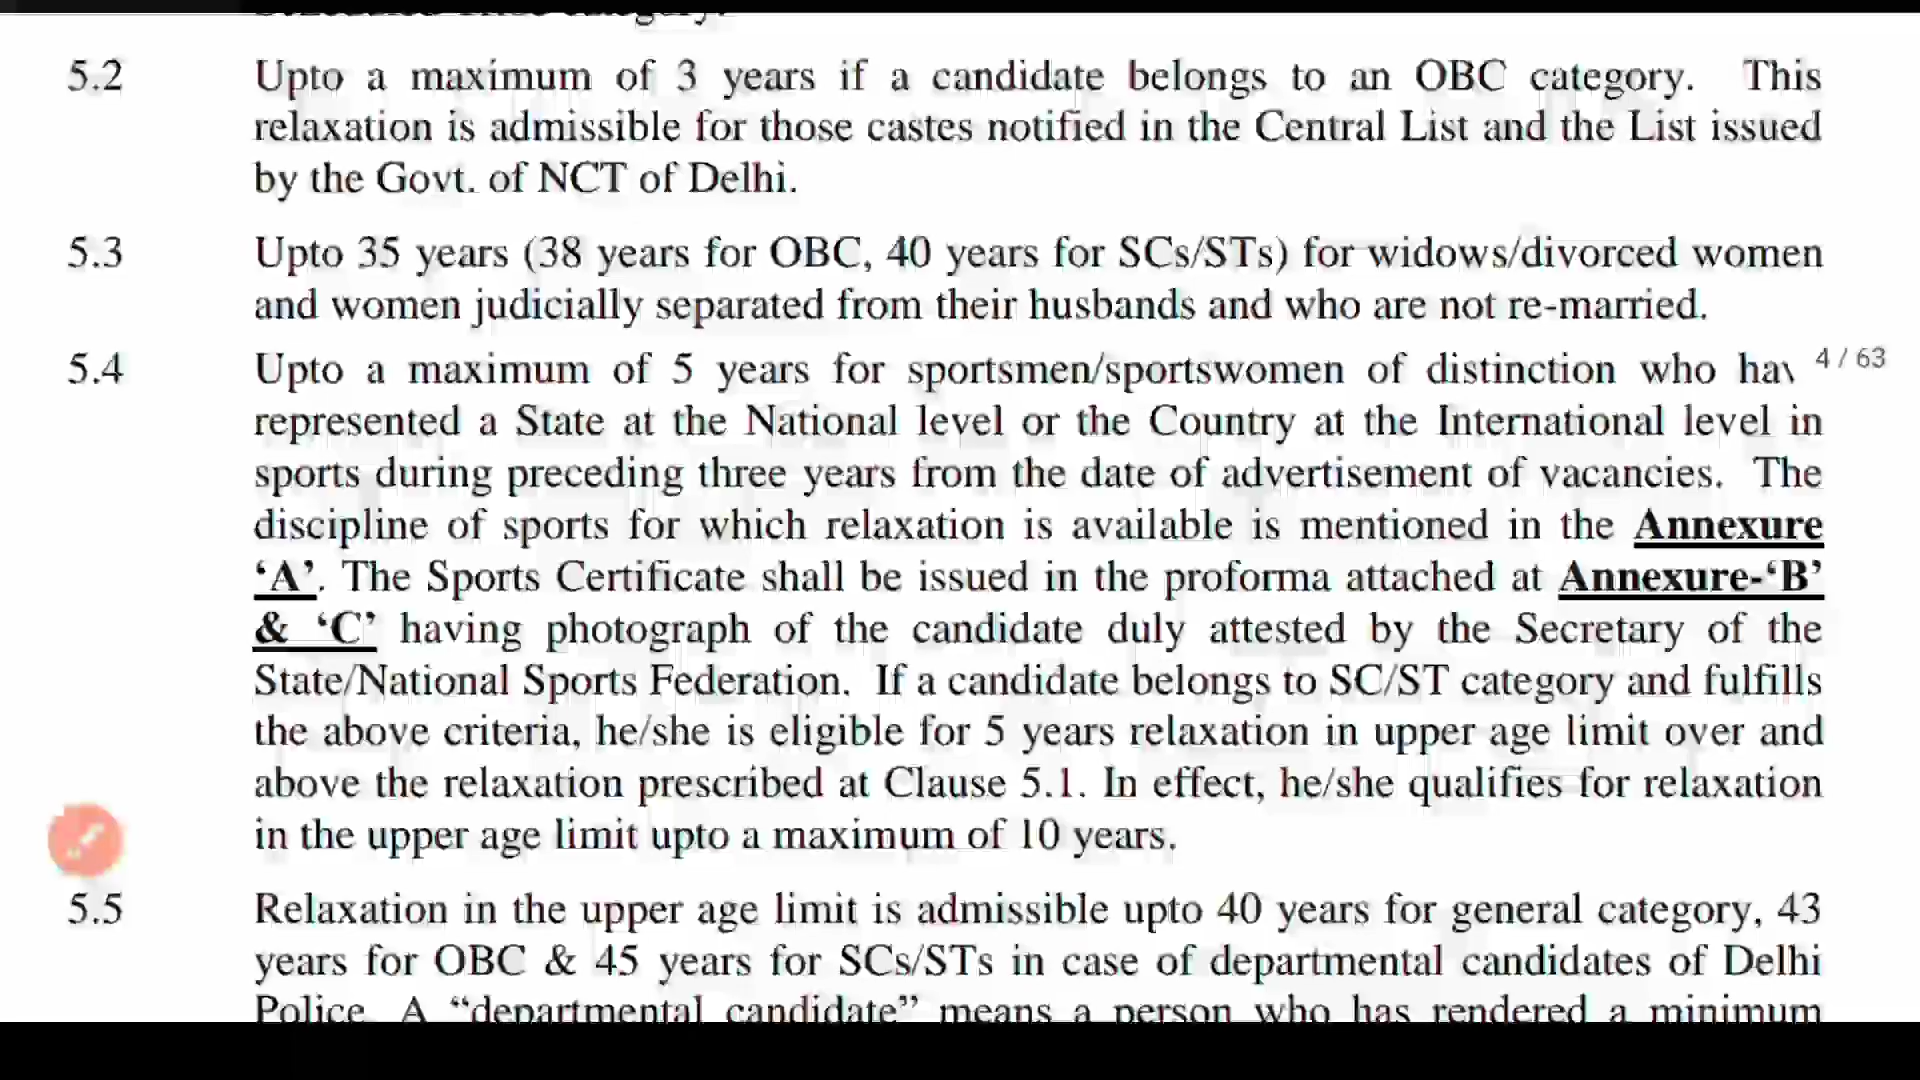 category.
5.2 Upto a maximum of 3 years if a candidate belongs to an OBC category. This
relaxation is admissible for those castes notified in the Central List and the List issued
by the Govt. of NCT of Delhi.
5.3 Upto 35 years (38 years for OBC, 40 years for SCs/STs) for widows/divorced women
and women judicially separated from their husbands and who are not re-married.
5.4 Upto a maximum of 5 years for sportsmen/sportswomen of distinction who hav
4 / 63
represented a State at the National level or the Country at the International level in
sports during preceding three years from the date of advertisement of vacancies. The
discipline of sports for which relaxation is available is mentioned in the Annexure
‘A’. The Sports Certificate shall be issued in the proforma attached at Annexure-‘B’
& ‘C’ having photograph of the candidate duly attested by the Secretary of the
State/National Sports Federation. If a candidate belongs to SC/ST category and fulfills
the above criteria, he/she is eligible for 5 years relaxation in upper age limit over and
above the relaxation prescribed at Clause 5.1. In effect, he/she qualifies for relaxation
in the upper age limit upto a maximum of 10 years.
5.5 Relaxation in the upper age limit is admissible upto 40 years for general category, 43
years for OBC & 45 years for SCs/STs in case of departmental candidates of Delhi
Police. A “departmental candidate” means a person who has rendered a minimum